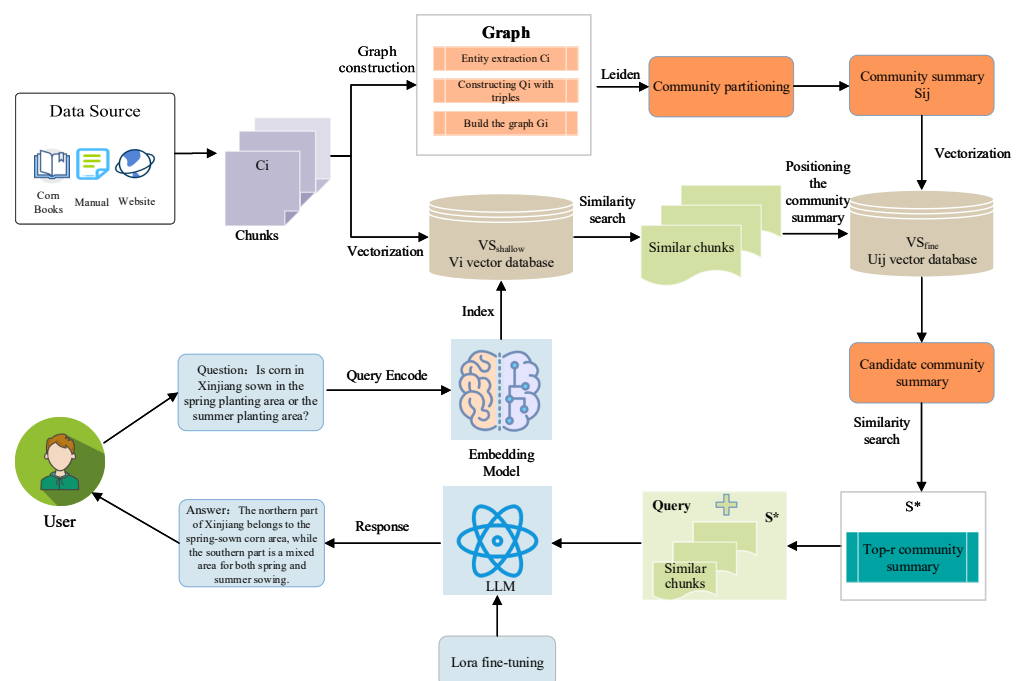 Data Source
Corn
Books
Manual
Website
Ci
Chunks
Graph
construction
Graph
Entity extraction Ci
Constructing Qi with
triples
Build the graph Gi
Leiden
Community partitioning
Community summary
Sij
Vectorization
Vectorization
VSshallow
Vi vector database
Similarity
search
Similar chunks
Positioning
the
community
summary
VSfine
Uij vector database
Index
Question：Is corn in
Xinjiang sown in the
spring planting area or the
summer planting area?
Query Encode
Embedding
Model
Candidate community
summary
Similarity
search
User
Answer：The northern part
of Xinjiang belongs to the
spring-sown corn area, while
the southern part is a mixed
area for both spring and
summer sowing.
Response
LLM
Query
S*
Similar
chunks
S*
Top-r community
summary
Lora fine-tuning